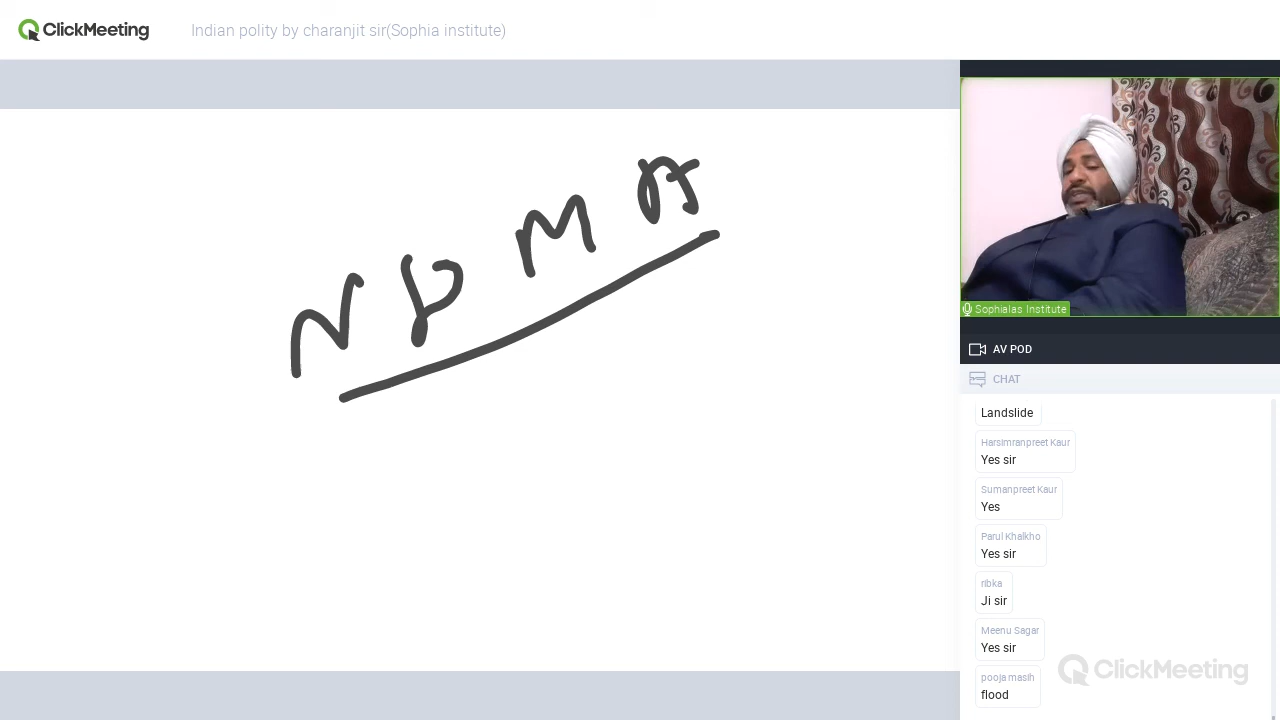 ClickMeeting
Indian polity by charanjit sir(Sophia institute)
N D M A
Sophialas Institute
AV POD
CHAT
Landslide
Harsimranpreet Kaur
Yes sir
Sumanpreet Kaur
Yes
Parul Khalkho
Yes sir
ribka
Ji sir
Meenu Sagar
Yes sir
pooja masih
flood
ClickMeeting